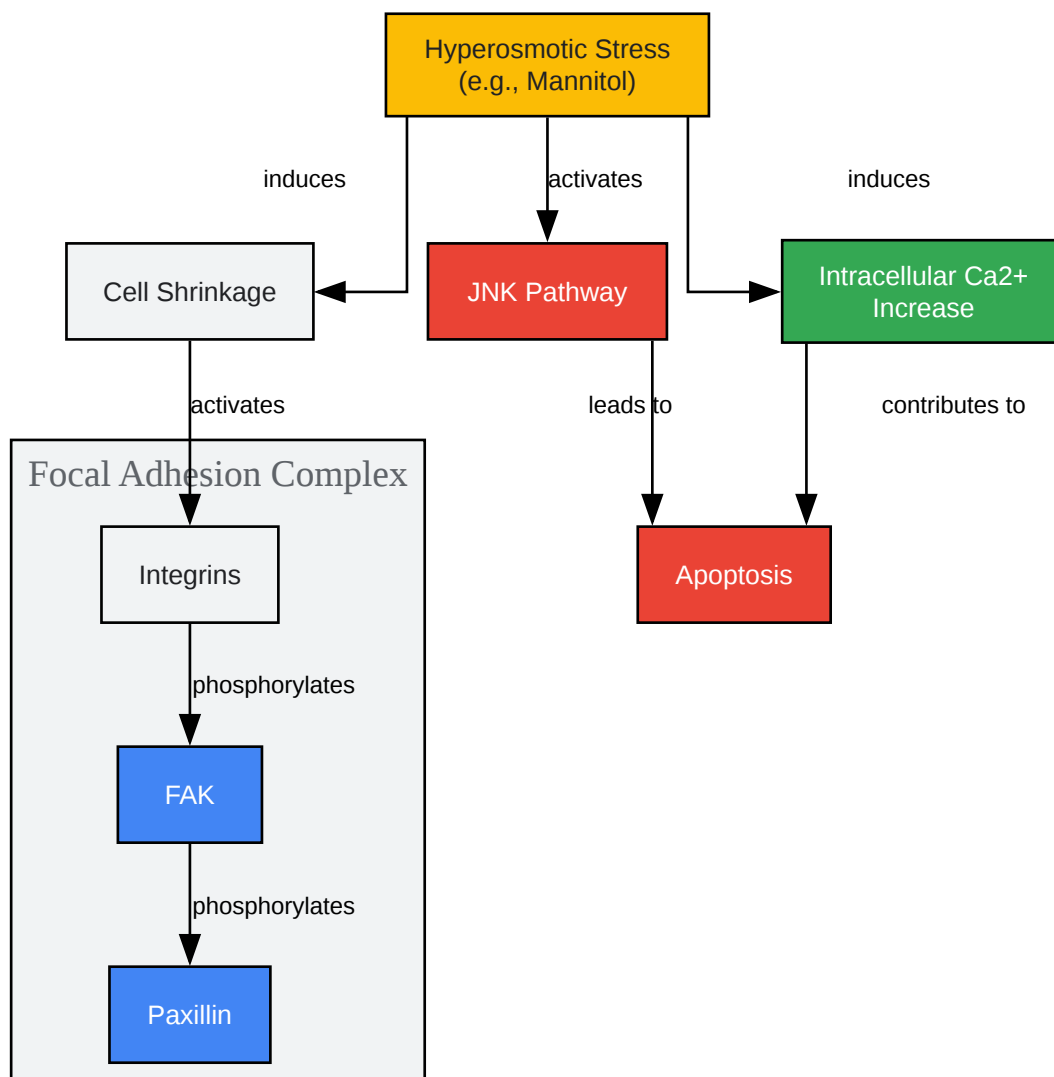 Hyperosmotic Stress
(e.g., Mannitol)
induces
activates
induces
Cell Shrinkage
JNK Pathway
Intracellular Ca2+
Increase
activates
leads to
contributes to
Focal Adhesion Complex
Integrins
Apoptosis
phosphorylates
FAK
phosphorylates
Paxillin